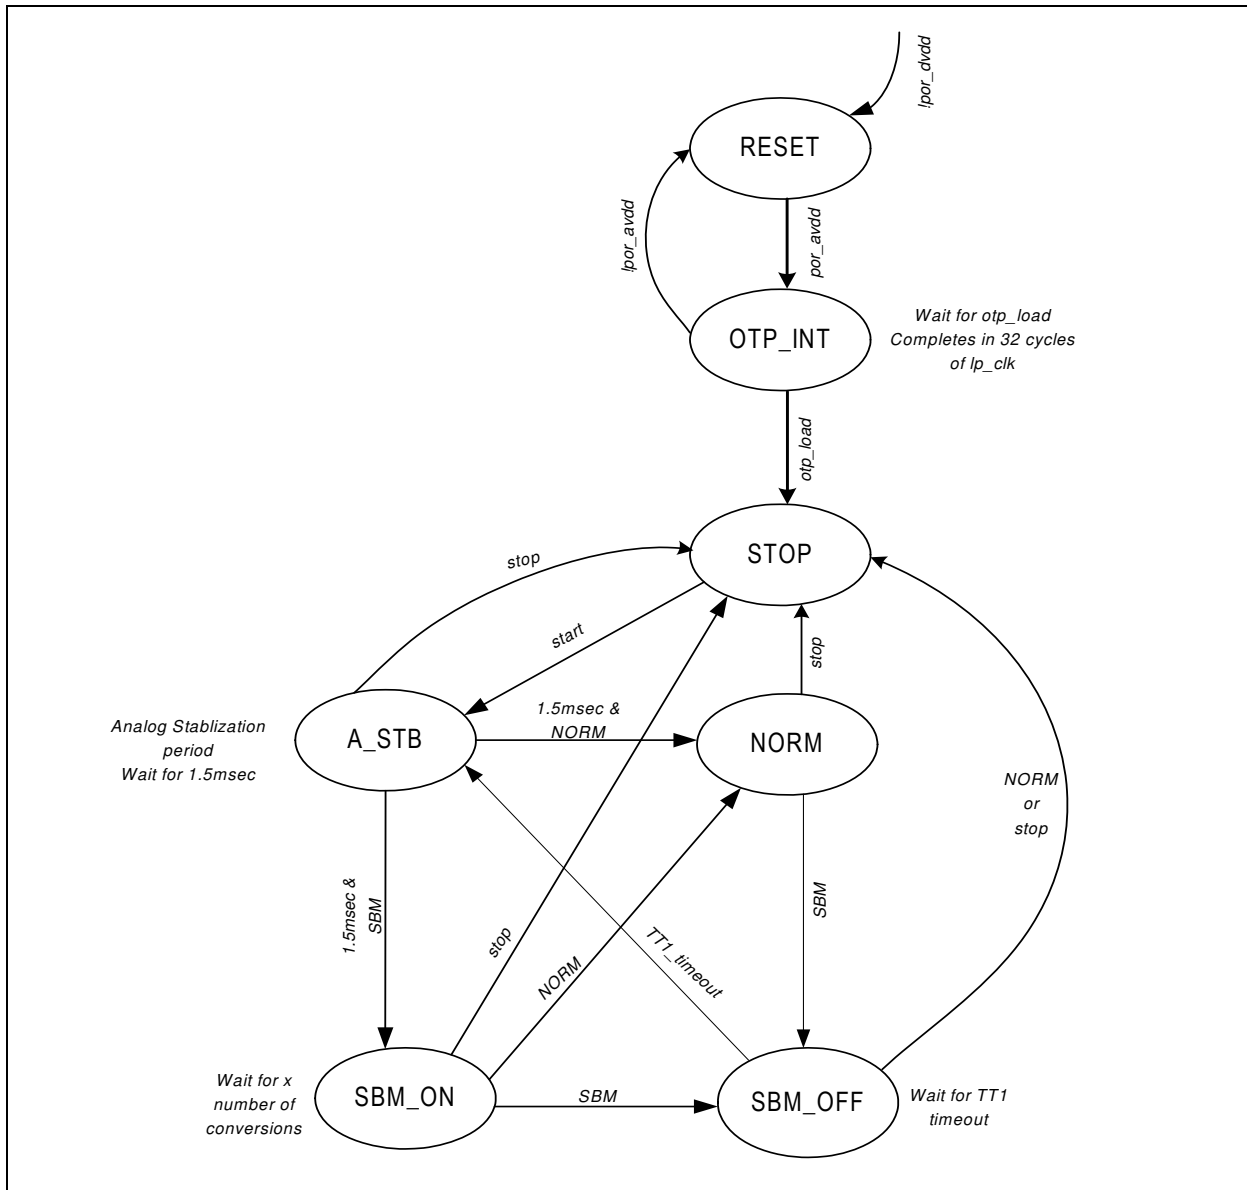 !por_dvdd
RESET
!por_avdd
por_avdd
OTP_INT
Wait for otp_load
Completes in 32 cycles
of lp_clk
otp_load
STOP
stop
start
stop
Analog Stablization
period
Wait for 1.5msec
A_STB
1.5msec &
NORM
NORM
NORM
or
stop
1.5msec &
SBM
stop
NORM
TT1_timeout
SBM
Wait for x
number of
conversions
SBM_ON
SBM
SBM_OFF
Wait for TT1
timeout